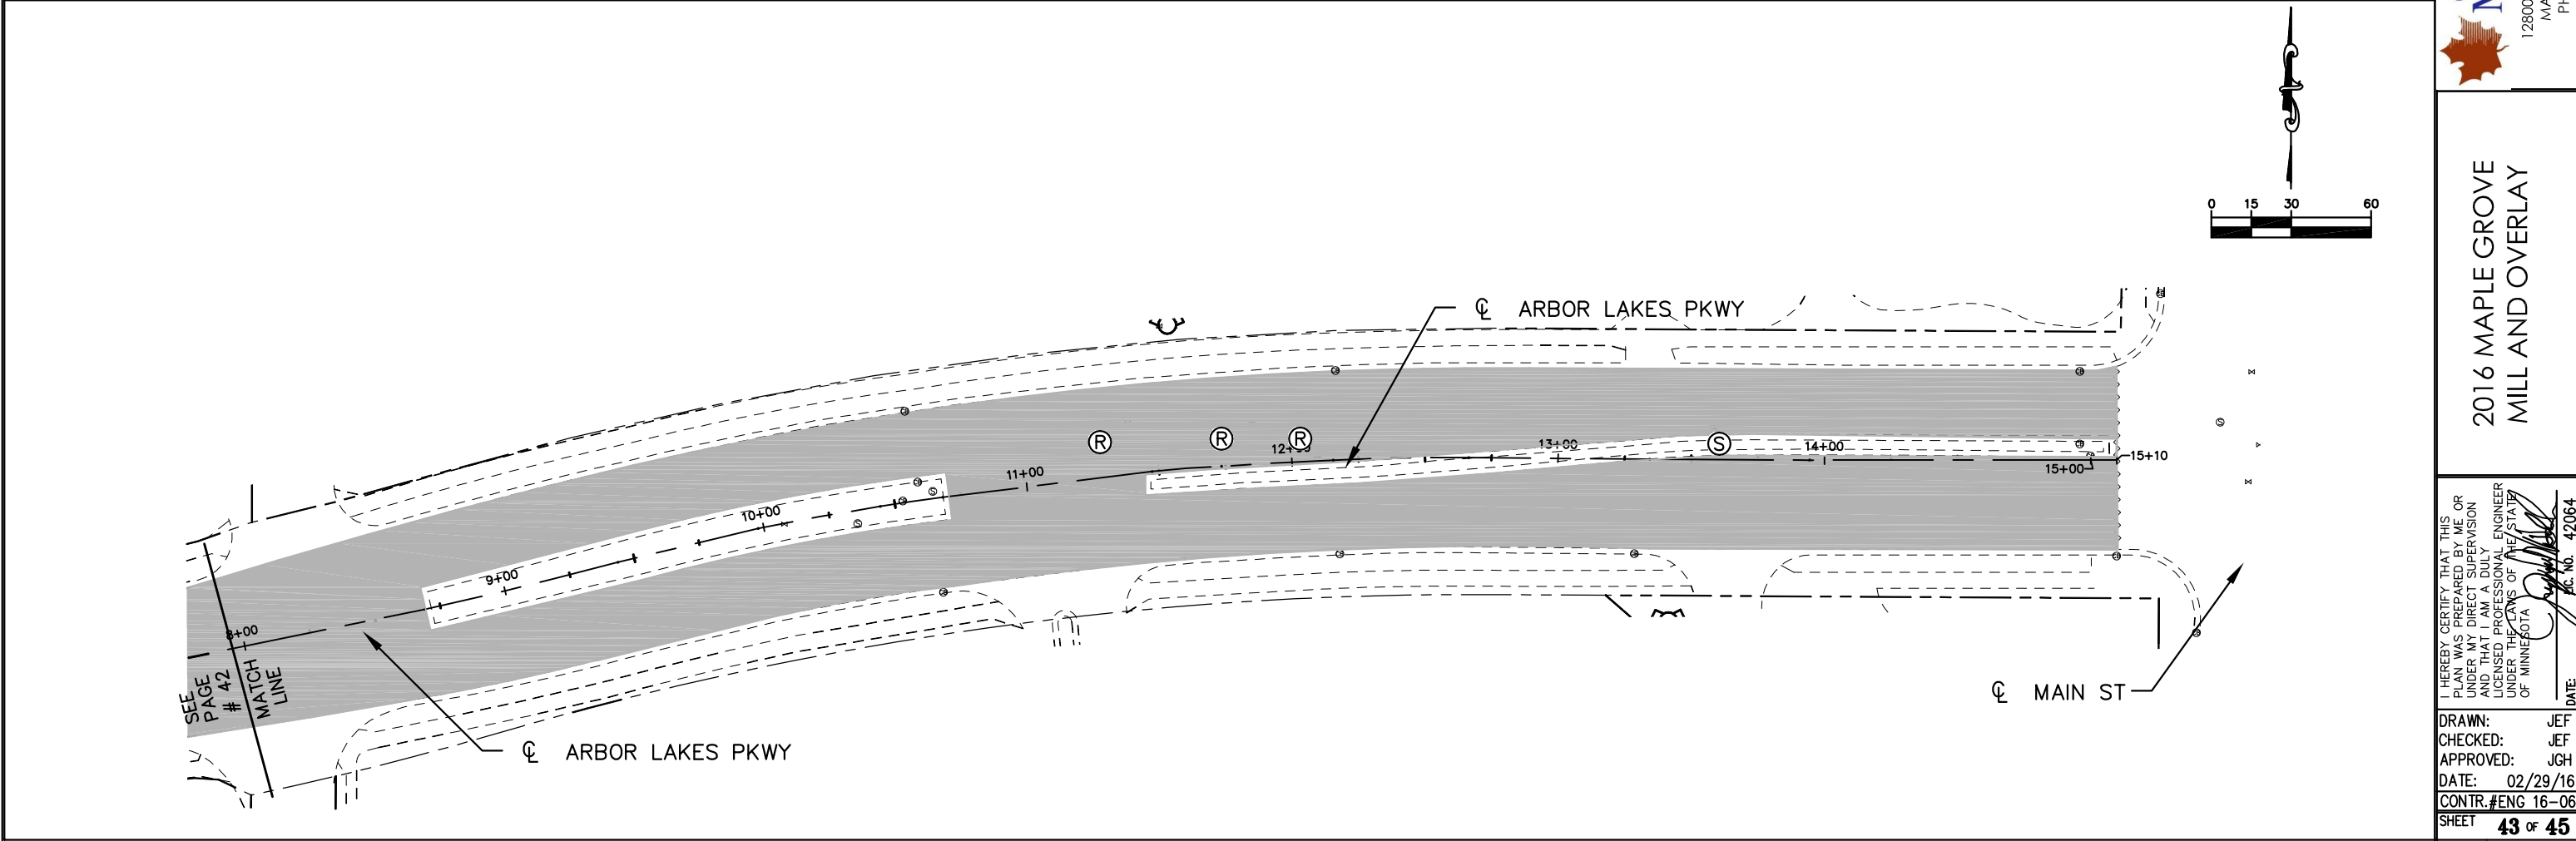 0 15 30 60
℄ ARBOR LAKES PKWY
R
R
R
S
8+00
9+00
10+00
11+00
13+00
14+00
15+00
15+10
SEE
PAGE
# 42
MATCH
LINE
℄ ARBOR LAKES PKWY
℄ MAIN ST
12800
2016 MAPLE GROVE
MILL AND OVERLAY
I HEREBY CERTIFY THAT THIS
PLAN WAS PREPARED BY ME OR
UNDER MY DIRECT SUPERVISION
AND THAT I AM A DULY
LICENSED PROFESSIONAL ENGINEER
UNDER THE LAWS OF THE STATE
OF MINNESOTA
DATE:
LIC. NO. 42064
DRAWN: JEF
CHECKED: JEF
APPROVED: JGH
DATE: 02/29/16
CONTR.#ENG 16-06
SHEET 43 OF 45